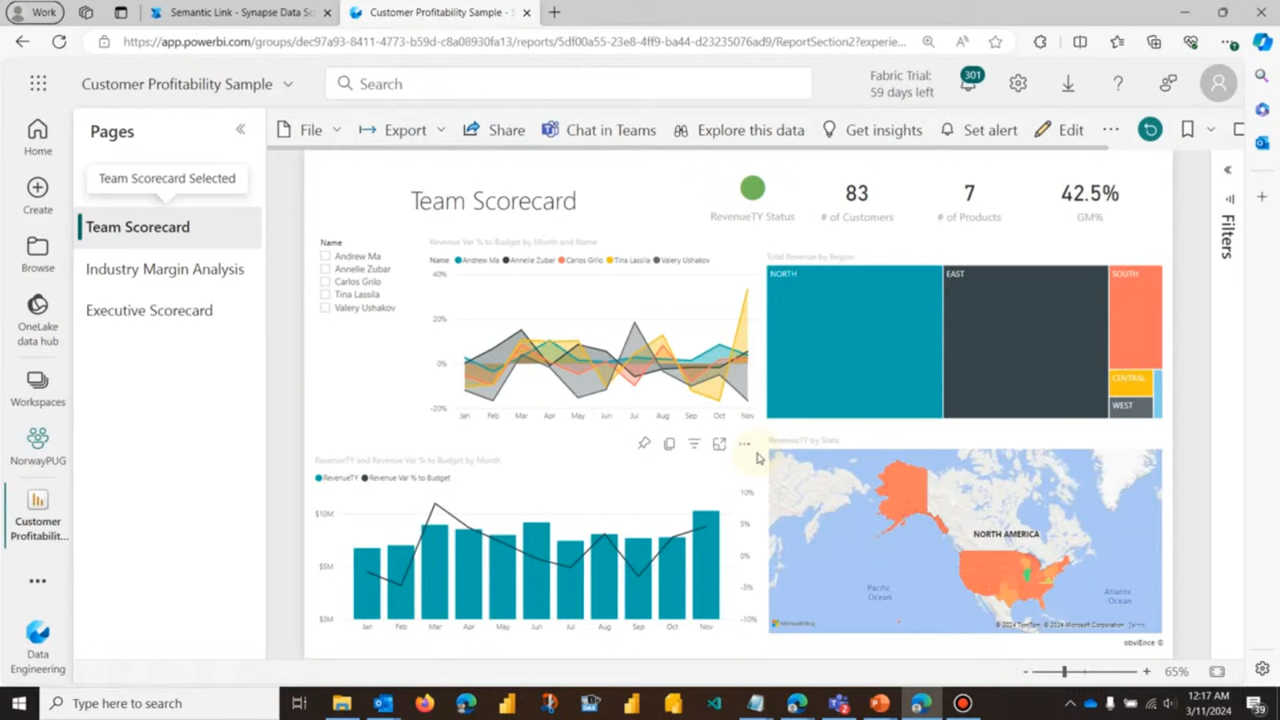 Work
Semantic Link - Synapse Data Sc
Customer Profitability Sample -
https://app.powerbi.com/groups/dec97a93-8411-4773-b59d-c8a08930fa13/reports/5df00a55-23e8-4ff9-ba44-d23235076ad9/ReportSection2?experie...
Customer Profitability Sample
Search
Fabric Trial:
59 days left
301
Home
Create
Browse
OneLake
data hub
Workspaces
NorwayPUG
Customer
Profitabilit...
Data
Engineering
Pages
Team Scorecard Selected
Team Scorecard
Industry Margin Analysis
Executive Scorecard
File
Export
Share
Chat in Teams
Explore this data
Get insights
Set alert
Edit
Filters
Team Scorecard
RevenueTY Status
83
# of Customers
7
# of Products
42.5%
GM%
Name
Andrew Ma
Annelie Zubar
Carlos Grilo
Tina Lassila
Valery Ushakov
Revenue Var % to Budget by Month and Name
Name Andrew Ma Annelie Zubar Carlos Grilo Tina Lassila Valery Ushakov
40%
20%
0%
-20%
Jan Feb Mar Apr May Jun Jul Aug Sep Oct Nov
Total Revenue by Region
NORTH
EAST
SOUTH
CENTRAL
WEST
RevenueTY and Revenue Var % to Budget by Month
RevenueTY Revenue Var % to Budget
$10M
$5M
$0M
10%
5%
0%
-5%
-10%
Jan Feb Mar Apr May Jun Jul Aug Sep Oct Nov
RevenueTY by State
NORTH AMERICA
Pacific
Ocean
Atlantic
Ocean
Microsoft Bing
© 2024 TomTom, © 2024 Microsoft Corporation Terms
obviEnce ©
65%
Type here to search
2
12:17 AM
3/11/2024
39